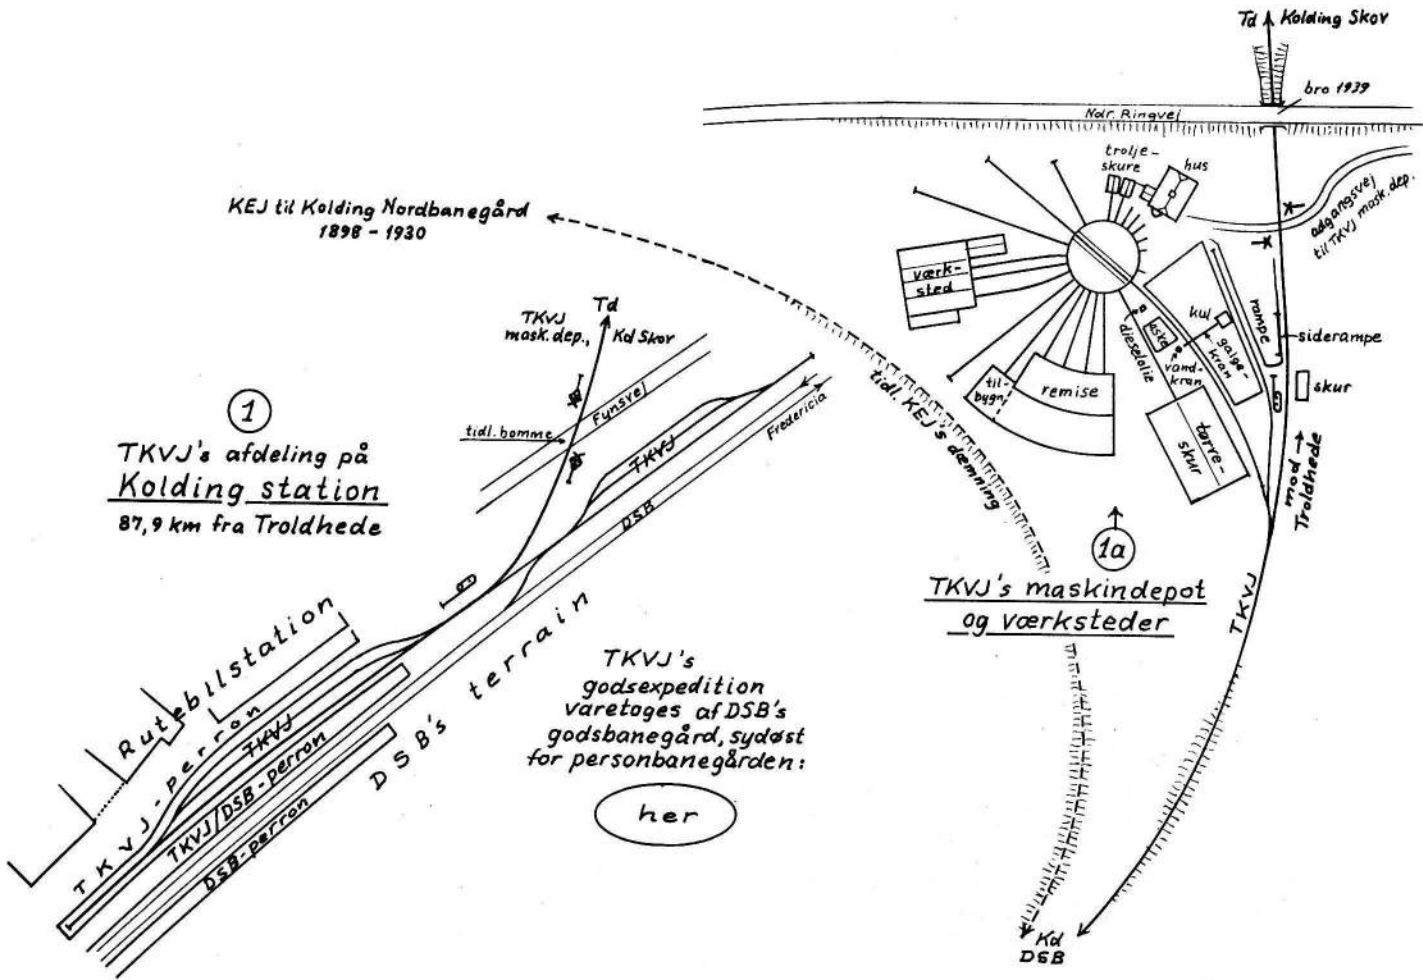 Td Kolding Skov
bro 1939
Ndr. Ringvej
trolje-
skure
hus
adgangsvej
til TKVJ mask. dep.
KEJ til Kolding Nordbanegård
1898 - 1930
værk-
sted
Td
TKVJ
mask. dep., Kd Skov
kul
rampe
siderampe
aske
galge-
kran
vand-
kran
dieselolie
skur
til-
bygn.
remise
tørve-
skur
mod
Troldhede
tidl. KEJ's dæmning
Fynsvej
Fredericia
tidl. bomme
TKVJ
DSB
1
TKVJ's afdeling på
Kolding station
87,9 km fra Troldhede
1a
TKVJ's maskindepot
og værksteder
TKVJ
Rutebilstation
TKVJ-perron
TKVJ
TKVJ/DSB-perron
DSB-perron
DSB's terrain
TKVJ's
godsexpedition
varetages af DSB's
godsbanegård, sydøst
for personbanegården:
her
Kd
DSB